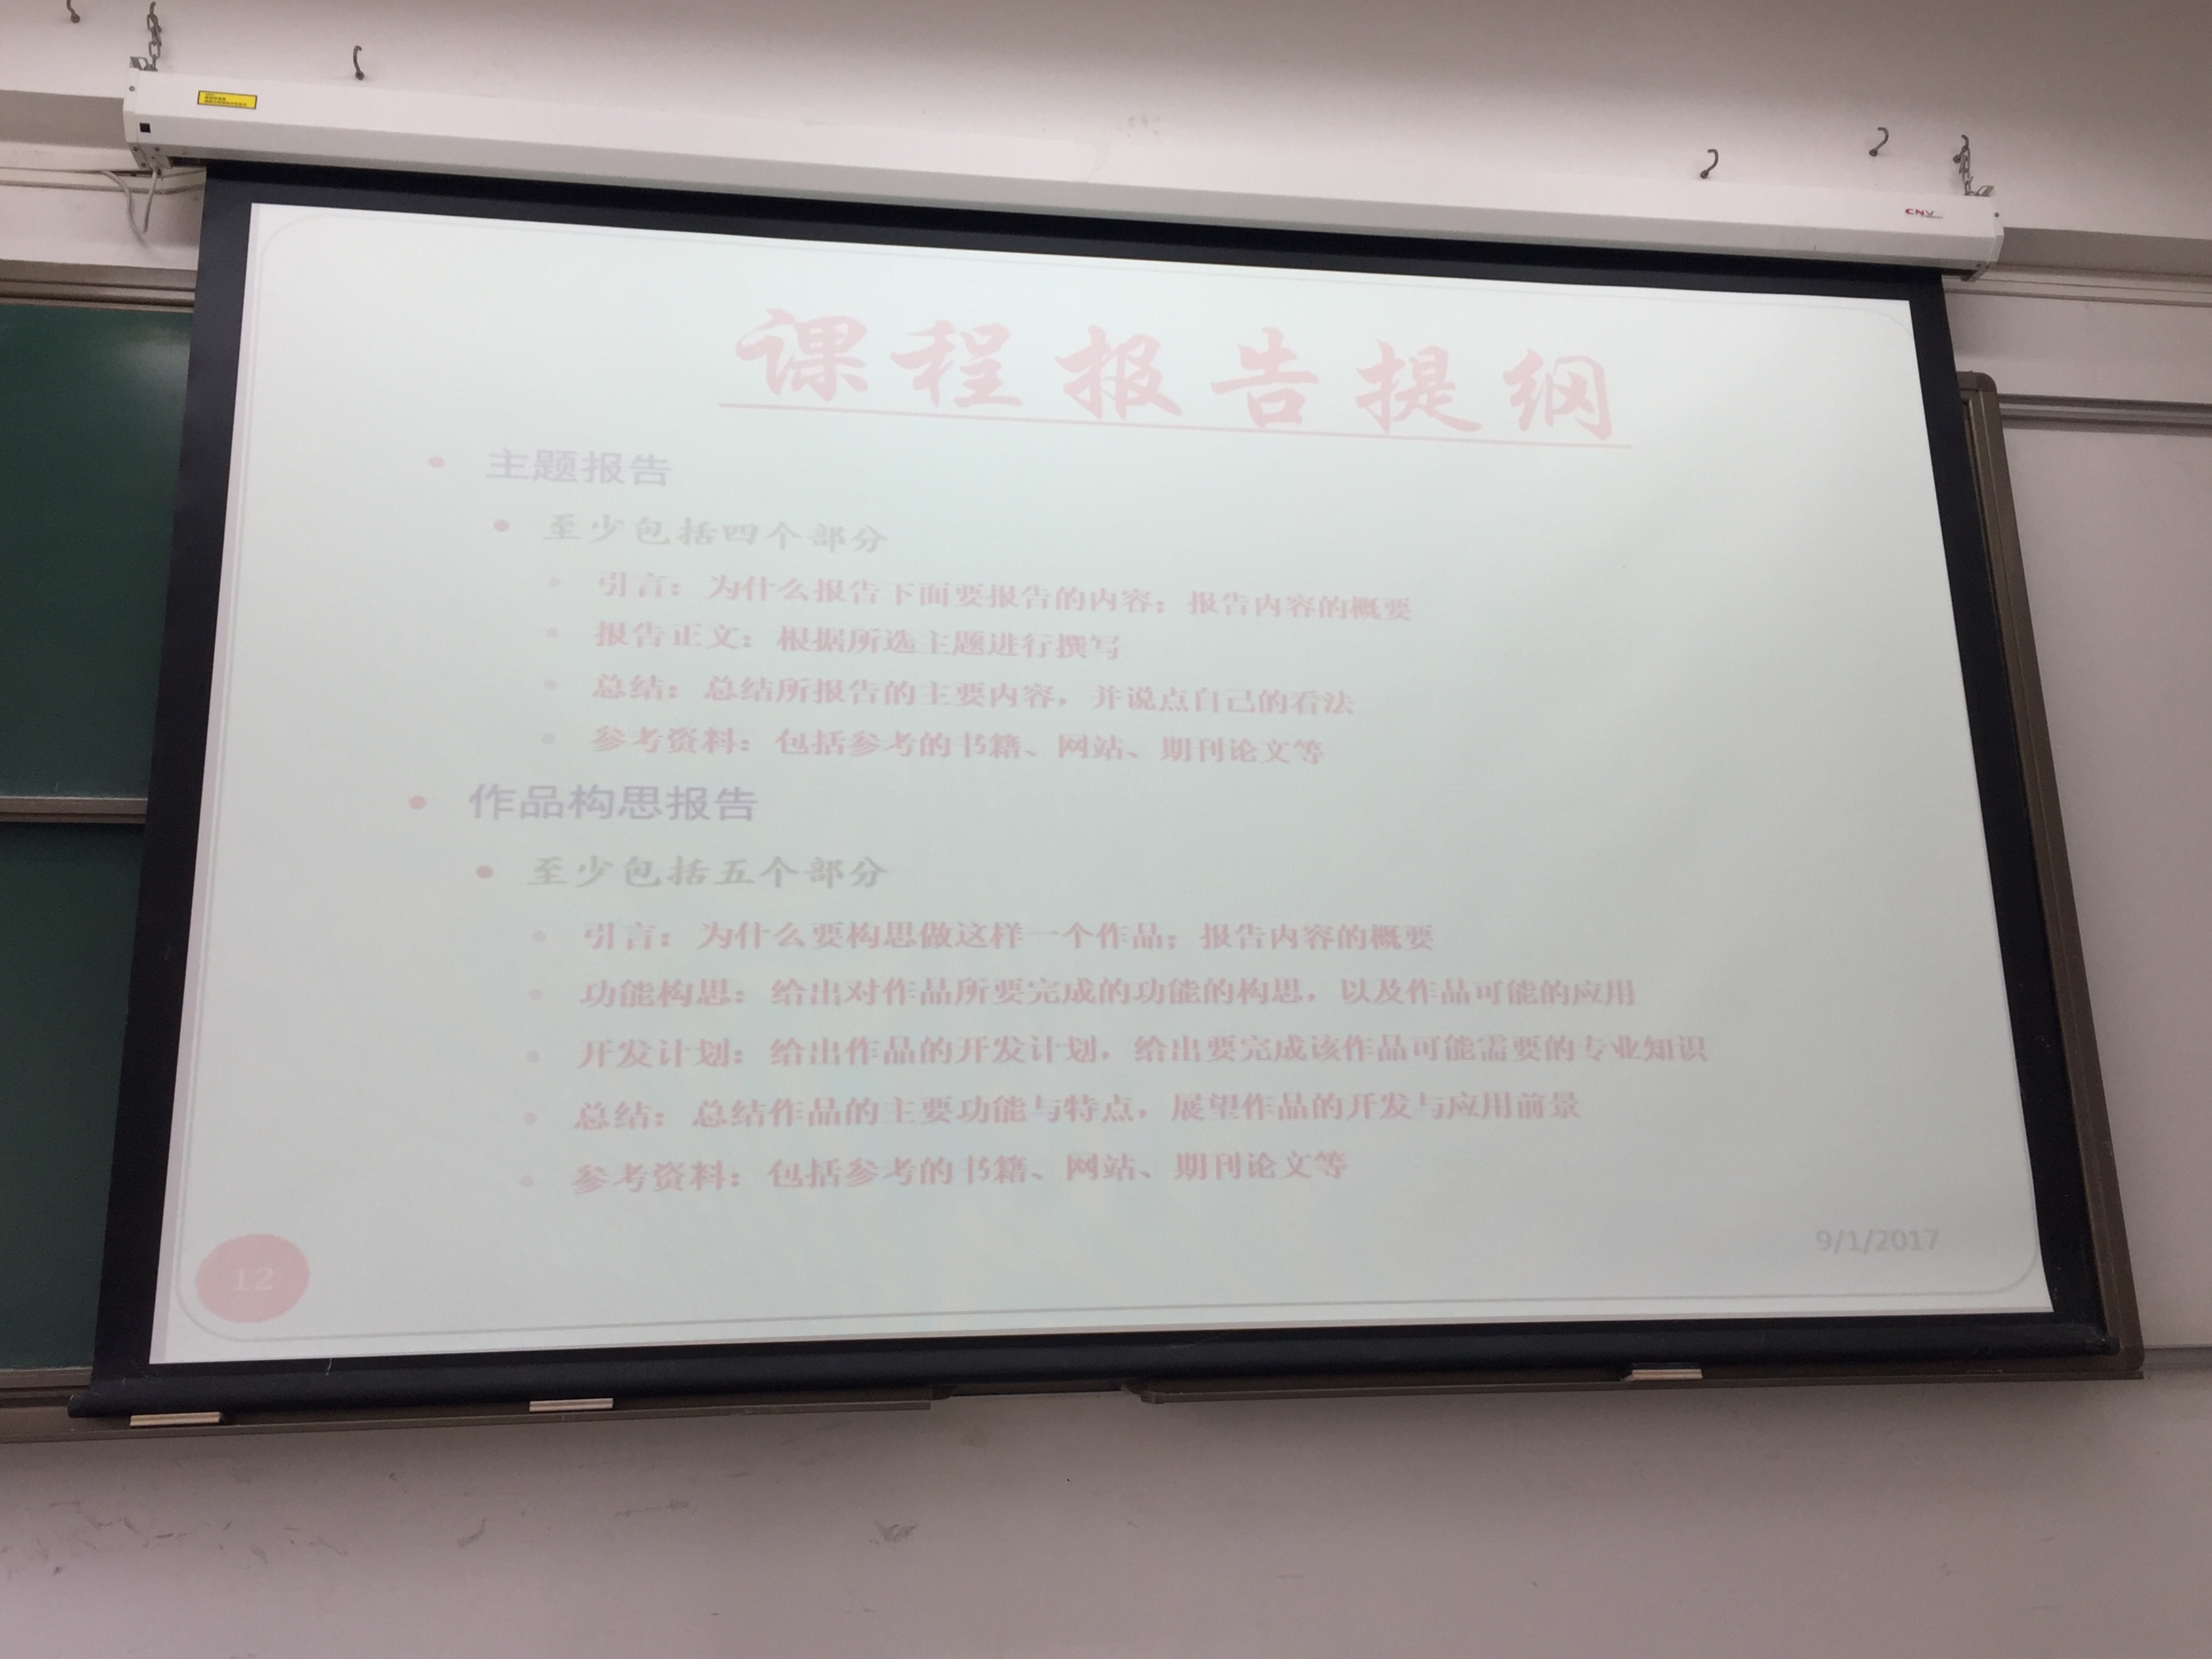 CNV
课程报告提纲
• 主题报告
• 至少包括四个部分
• 引言：为什么报告下面要报告的内容；报告内容的概要
• 报告正文：根据所选主题进行撰写
• 总结：总结所报告的主要内容，并说点自己的看法
• 参考资料：包括参考的书籍、网站、期刊论文等
• 作品构思报告
• 至少包括五个部分
• 引言：为什么要构思做这样一个作品；报告内容的概要
• 功能构思：给出对作品所要完成的功能的构思，以及作品可能的应用
• 开发计划：给出作品的开发计划，给出要完成该作品可能需要的专业知识
• 总结：总结作品的主要功能与特点，展望作品的开发与应用前景
• 参考资料：包括参考的书籍、网站、期刊论文等
9/1/2017
12